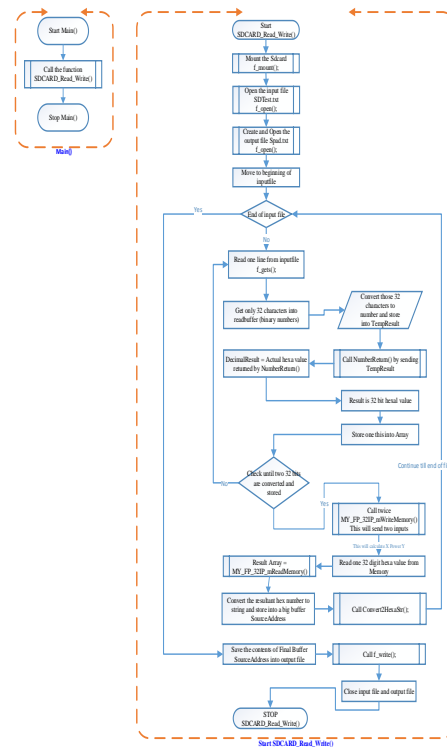 Start Main()
Call the function
SDCARD_Read_Write()
Stop Main()
Main()
Start
SDCARD_Read_Write()
Mount the Sdcard
f_mount();
Open the input file
SDTest.txt
f_open();
Create and Open the
output file Spad.txt
f_open();
Move to beginning of
inputfile
End of input file
Yes
No
Read one line from inputfile
f_gets();
Get only 32 characters into
readbuffer (binary numbers)
Convert those 32
characters to
number and store
into TempResult
Call NumberReturn() by sending
TempResult
DecimalResult = Actual hexa value
returned by NumberReturn()
Result is 32 bit hexal value
Store one this into Array
Check until two 32 bits
are converted and
stored
No
Yes
Continue till end of fi
Call twice
MY_FP_32IP_mWriteMemory()
This will send two inputs
This will calculate X Power Y
Read one 32 digit hexa value from
Memory
Result Array =
MY_FP_32IP_mReadMemory()
Convert the resultant hex number to
string and store into a big buffer
SourceAddress
Call Convert2HexaStr();
Save the contents of Final Buffer
SourceAddress into output file
Call f_write();
Close input file and output file
STOP
SDCARD_Read_Write()
Start SDCARD_Read_Write()